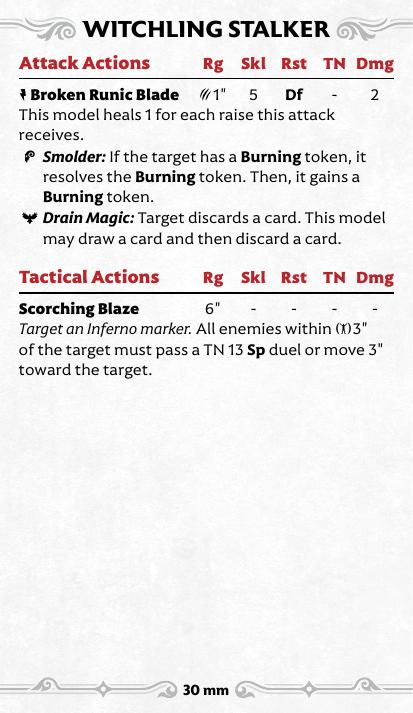 WITCHLING STALKER
Attack Actions Rg Skl Rst TN Dmg
Broken Runic Blade 1" 5 Df - 2
This model heals 1 for each raise this attack
receives.
Smolder: If the target has a Burning token, it
resolves the Burning token. Then, it gains a
Burning token.
Drain Magic: Target discards a card. This model
may draw a card and then discard a card.
Tactical Actions Rg Skl Rst TN Dmg
Scorching Blaze 6" - - - -
Target an Inferno marker. All enemies within 3"
of the target must pass a TN 13 Sp duel or move 3"
toward the target.
30 mm